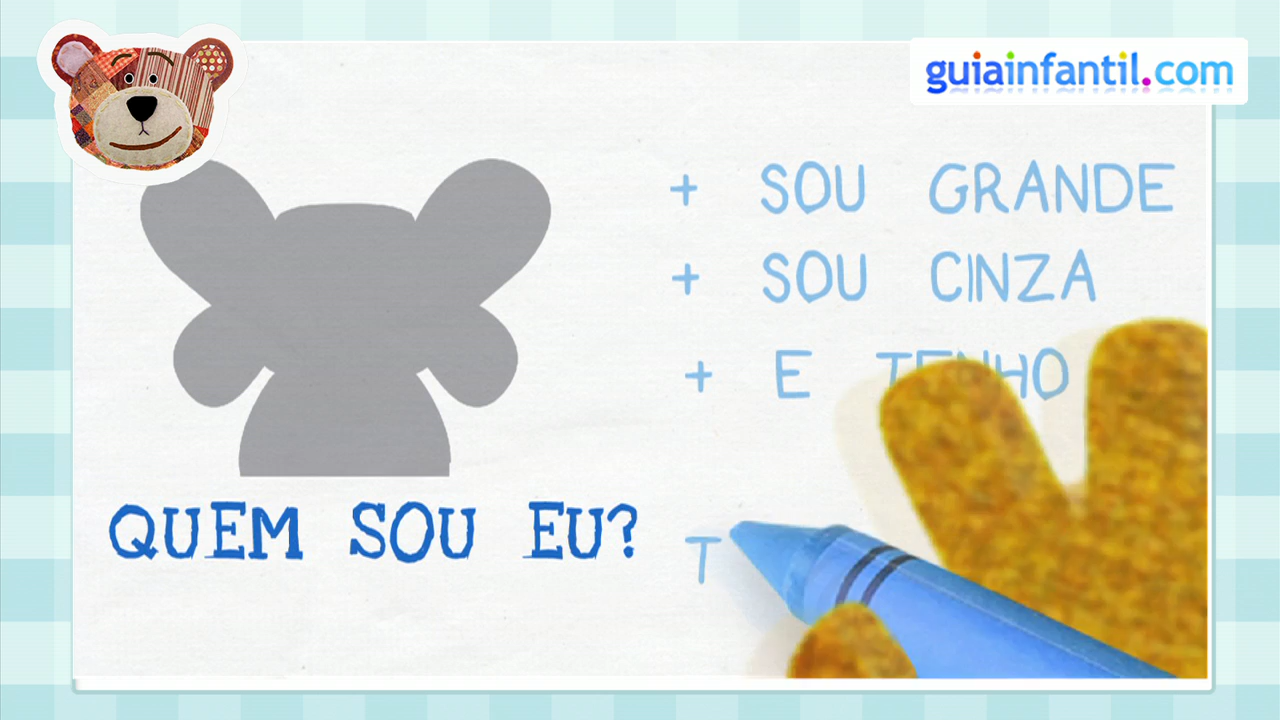 guiainfantil.com
+ SOU GRANDE
+ SOU CINZA
+ E TENHO
T
QUEM SOU EU?